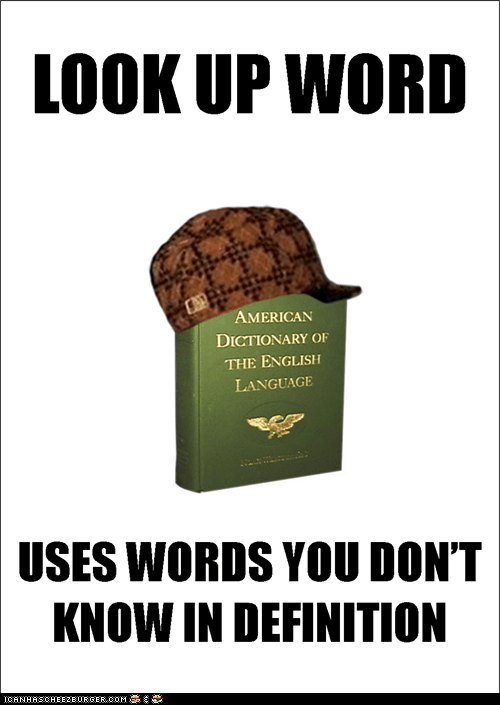 LOOK UP WORD
AMERICAN
DICTIONARY OF
THE ENGLISH
LANGUAGE
USES WORDS YOU DON'T
KNOW IN DEFINITION
ICANHASCHEEZBURGER.COM